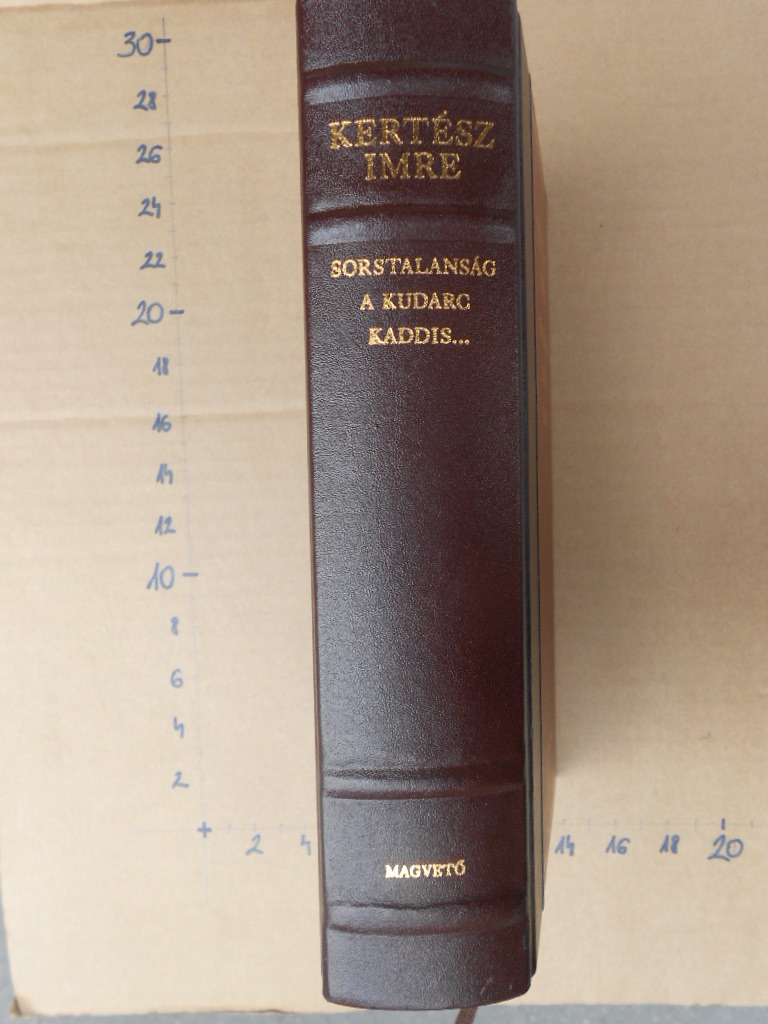 KERTÉSZ
IMRE
SORSTALANSÁG
A KUDARC
KADDIS...
MAGVETŐ
30
28
26
24
22
20
18
16
14
12
10
8
6
4
2
2 4 14 16 18 20